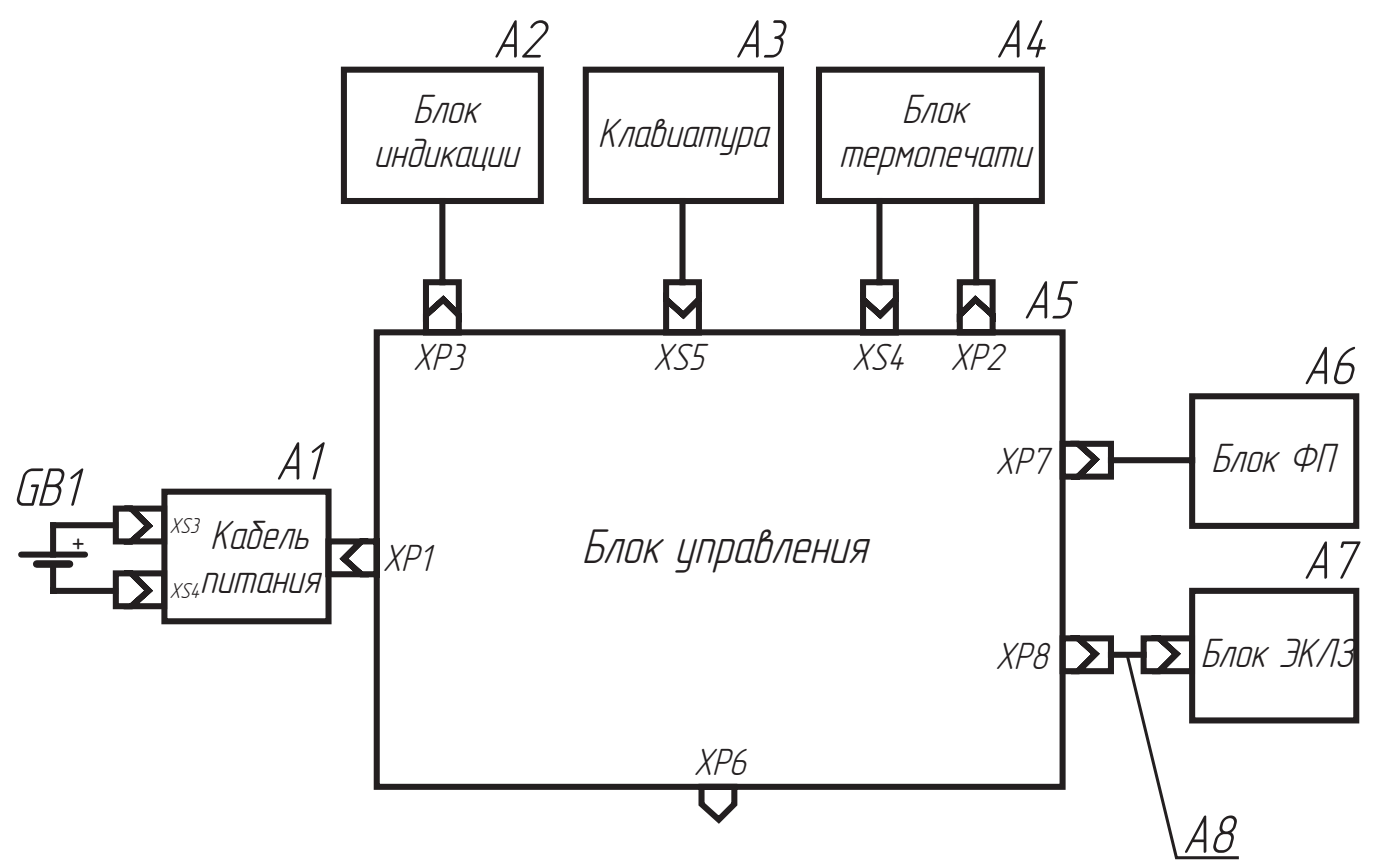 A2
A3
A4
Блок
индикации
Клавиатура
Блок
термопечати
A5
XP3
XS5
XS4
XP2
A6
XP7
Блок ФП
GB1
A1
+
XS3
Кабель
XP1
Блок управления
XS4
питания
A7
XP8
Блок ЭКЛЗ
XP6
A8